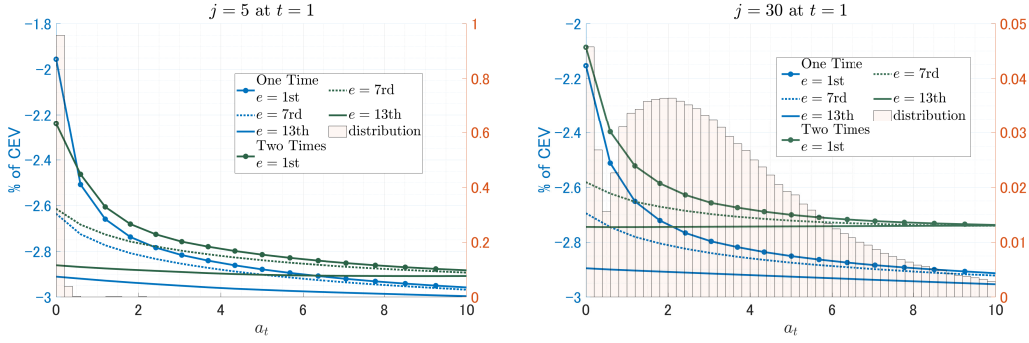 j = 5 at t = 1
-1.8
-2
-2.2
-2.4
-2.6
-2.8
-3
% of CEV
1
0.8
0.6
0.4
0.2
0
0
2
4
6
8
10
a_t
One Time
e = 1st
e = 7rd
e = 13th
Two Times
e = 1st
e = 7rd
e = 13th
distribution
j = 30 at t = 1
-2
-2.2
-2.4
-2.6
-2.8
-3
% of CEV
0.05
0.04
0.03
0.02
0.01
0
0
2
4
6
8
10
a_t
One Time
e = 1st
e = 7rd
e = 13th
Two Times
e = 1st
e = 7rd
e = 13th
distribution